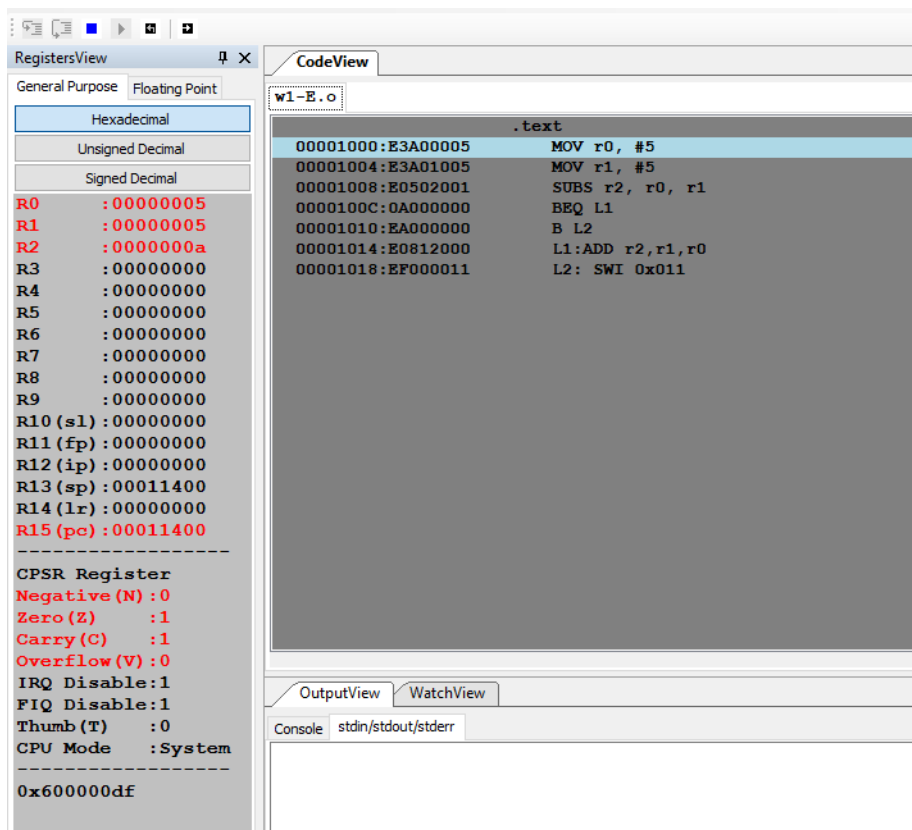 RegistersView
General Purpose Floating Point
Hexadecimal
Unsigned Decimal
Signed Decimal
R0 :00000005
R1 :00000005
R2 :0000000a
R3 :00000000
R4 :00000000
R5 :00000000
R6 :00000000
R7 :00000000
R8 :00000000
R9 :00000000
R10(sl):00000000
R11(fp):00000000
R12(ip):00000000
R13(sp):00011400
R14(lr):00000000
R15(pc):00011400
-------------------
CPSR Register
Negative(N):0
Zero(Z) :1
Carry(C) :1
Overflow(V):0
IRQ Disable:1
FIQ Disable:1
Thumb(T) :0
CPU Mode :System
-------------------
0x600000df
CodeView
w1-E.o
.text
00001000:E3A00005 MOV r0, #5
00001004:E3A01005 MOV r1, #5
00001008:E0502001 SUBS r2, r0, r1
0000100C:0A000000 BEQ L1
00001010:EA000000 B L2
00001014:E0812000 L1:ADD r2,r1,r0
00001018:EF000011 L2: SWI 0x011
OutputView WatchView
Console stdin/stdout/stderr